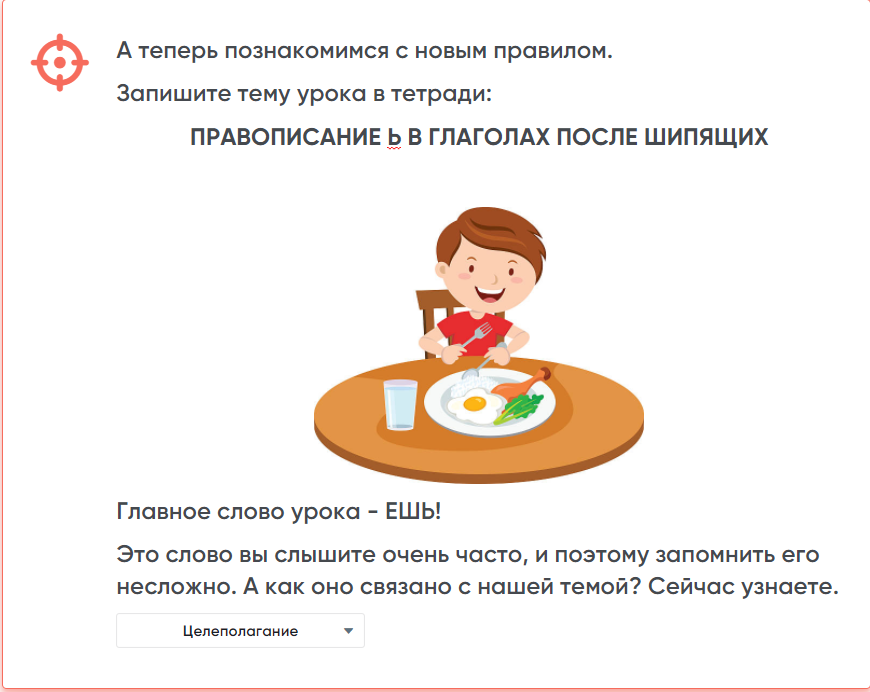 А теперь познакомимся с новым правилом.
Запишите тему урока в тетради:
ПРАВОПИСАНИЕ Ь В ГЛАГОЛАХ ПОСЛЕ ШИПЯЩИХ
Главное слово урока - ЕШЬ!
Это слово вы слышите очень часто, и поэтому запомнить его
несложно. А как оно связано с нашей темой? Сейчас узнаете.
Целеполагание